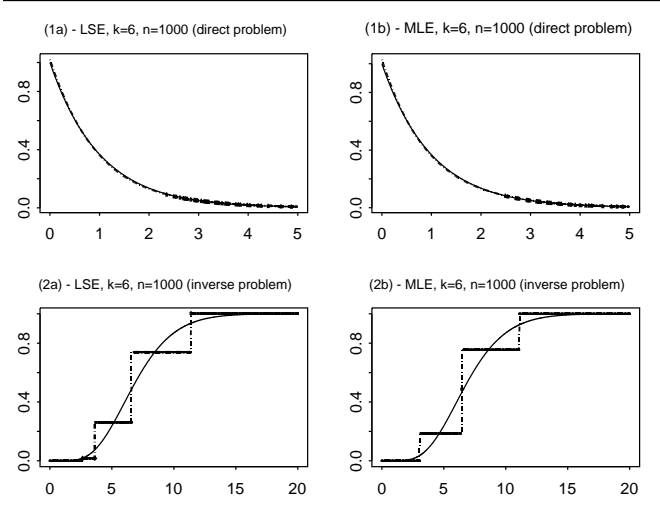 (1a) - LSE, k=6, n=1000 (direct problem)
0.0 0.4 0.8
0 1 2 3 4 5
(1b) - MLE, k=6, n=1000 (direct problem)
0.0 0.4 0.8
0 1 2 3 4 5
(2a) - LSE, k=6, n=1000 (inverse problem)
0.0 0.4 0.8
0 5 10 15 20
(2b) - MLE, k=6, n=1000 (inverse problem)
0.0 0.4 0.8
0 5 10 15 20